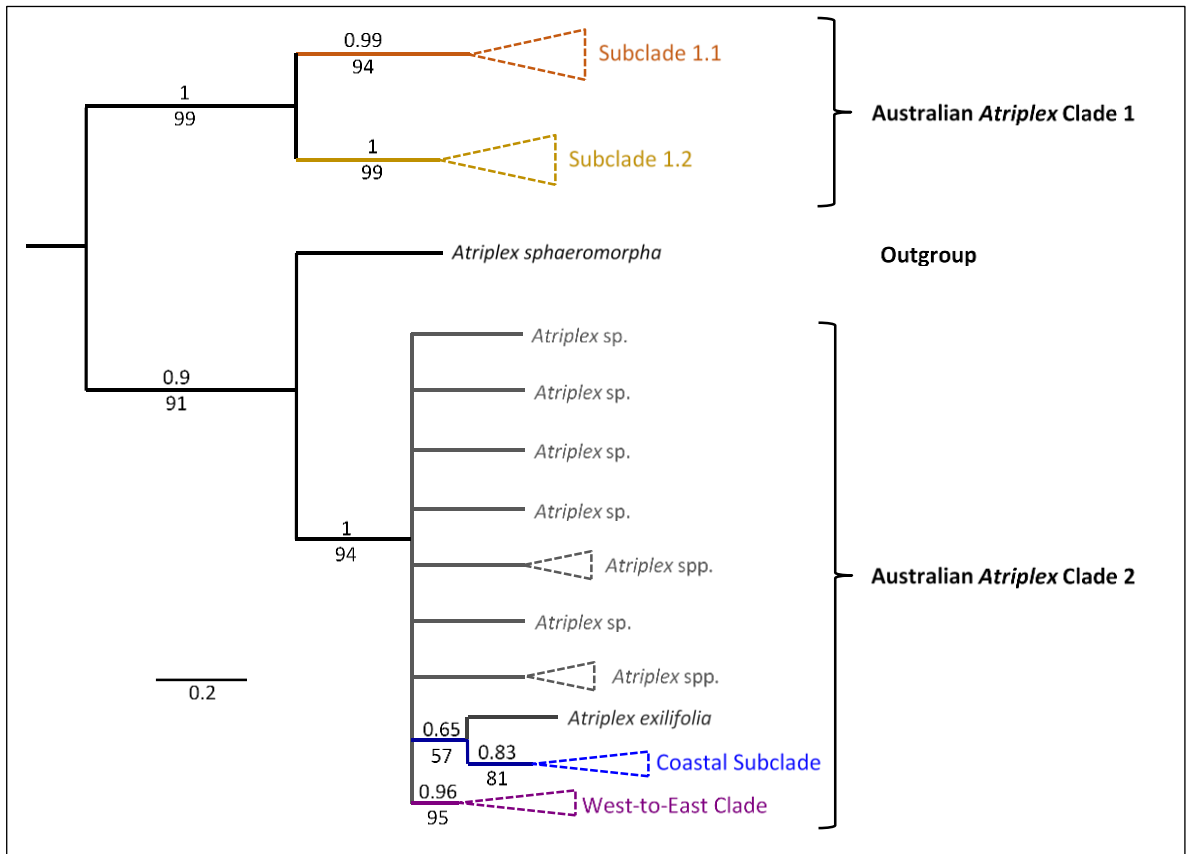 0.99
94
Subclade 1.1
1
99
Australian Atriplex Clade 1
1
99
Subclade 1.2
Atriplex sphaeromorpha
Outgroup
Atriplex sp.
0.9
91
Atriplex sp.
Atriplex sp.
Atriplex sp.
1
94
Atriplex spp.
Australian Atriplex Clade 2
Atriplex sp.
Atriplex spp.
0.2
Atriplex exilifolia
0.65
57
0.83
81
Coastal Subclade
0.96
95
West-to-East Clade